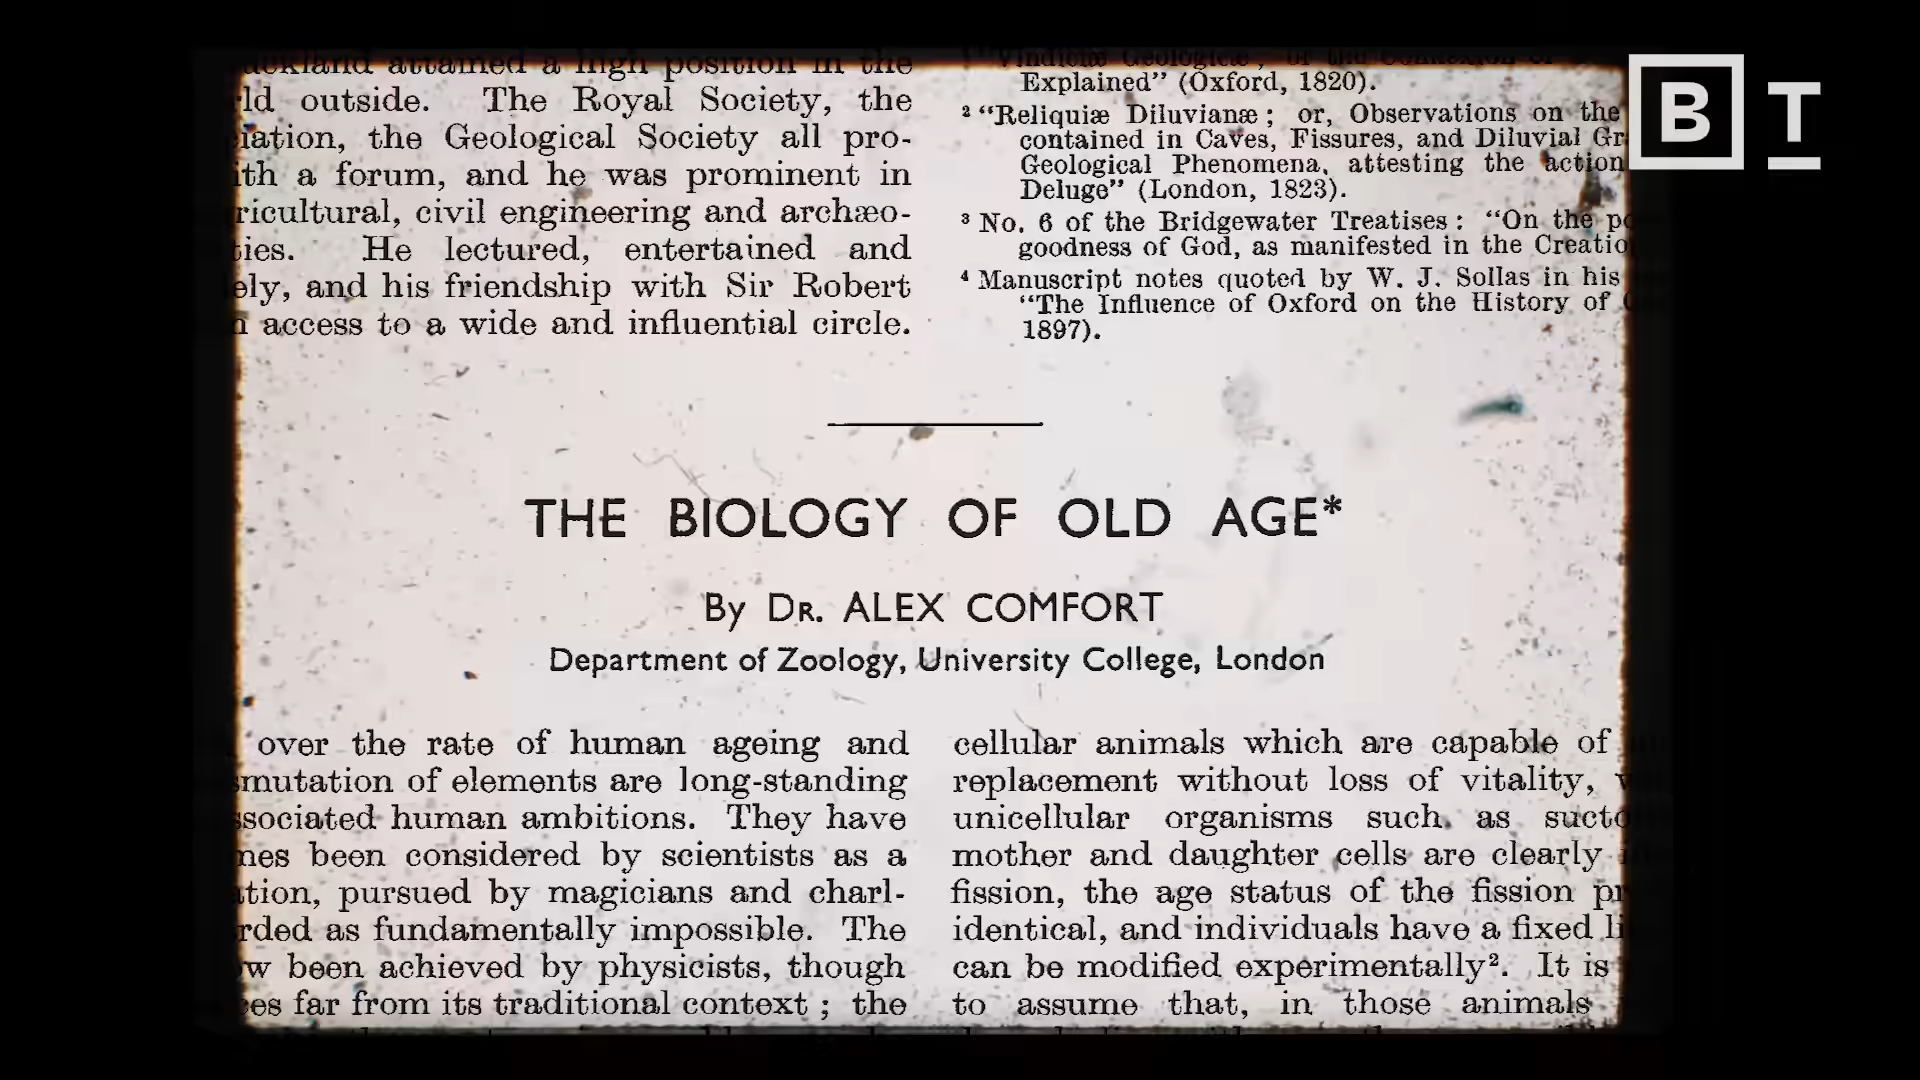 attained a high position in the
rld outside. The Royal Society, the
iation, the Geological Society all pro-
ith a forum, and he was prominent in
ricultural, civil engineering and archæo-
ties. He lectured, entertained and
ely, and his friendship with Sir Robert
n access to a wide and influential circle.
Explained” (Oxford, 1820).
² “Reliquiæ Diluvianæ ; or, Observations on the
contained in Caves, Fissures, and Diluvial Gr
Geological Phenomena, attesting the action
Deluge” (London, 1823).
³ No. 6 of the Bridgewater Treatises : “On the po
goodness of God, as manifested in the Creatio
⁴ Manuscript notes quoted by W. J. Sollas in his
“The Influence of Oxford on the History of
1897).
B T
THE BIOLOGY OF OLD AGE*
By DR. ALEX COMFORT
Department of Zoology, University College, London
over the rate of human ageing and
smutation of elements are long-standing
ssociated human ambitions. They have
mes been considered by scientists as a
ation, pursued by magicians and charl-
rded as fundamentally impossible. The
ow been achieved by physicists, though
ces far from its traditional context ; the
cellular animals which are capable of
replacement without loss of vitality,
unicellular organisms such as sucto
mother and daughter cells are clearly
fission, the age status of the fission pr
identical, and individuals have a fixed li
can be modified experimentally². It is
to assume that, in those animals